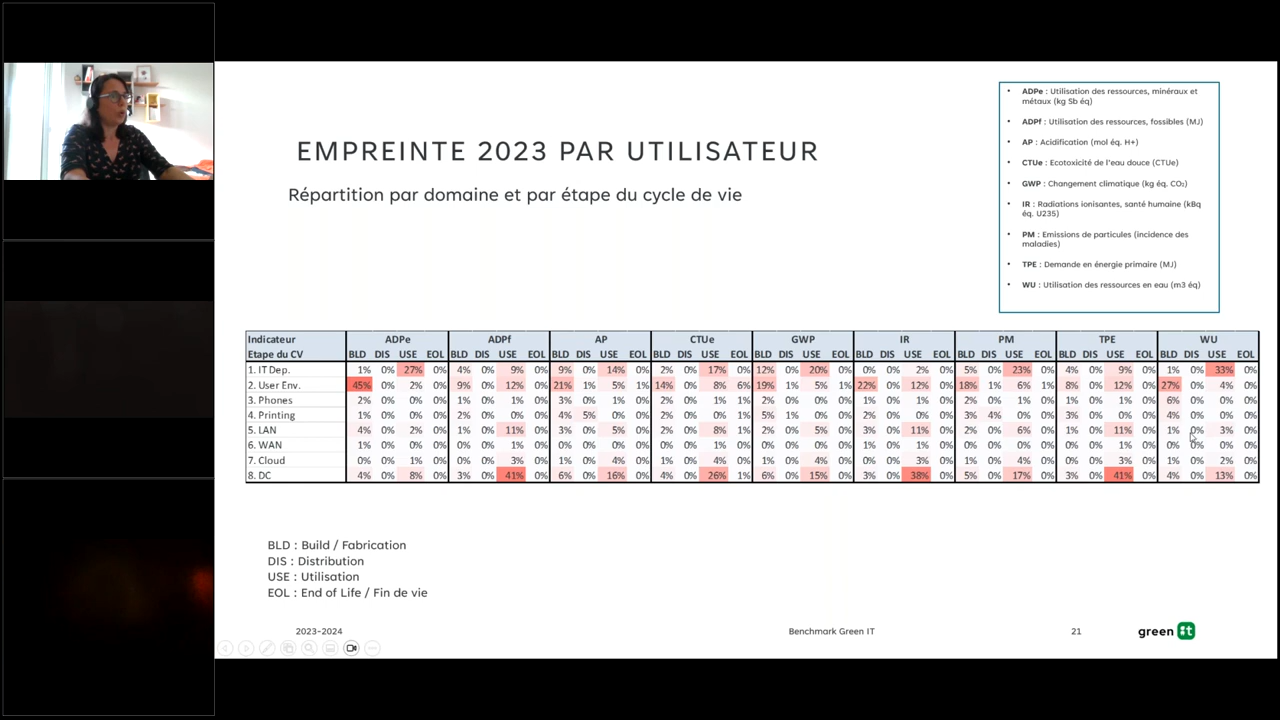 EMPREINTE 2023 PAR UTILISATEUR
Répartition par domaine et par étape du cycle de vie
• ADPe : Utilisation des ressources, minéraux et
métaux (kg Sb éq)
• ADPf : Utilisation des ressources, fossibles (MJ)
• AP : Acidification (mol éq. H+)
• CTUe : Ecotoxicité de l'eau douce (CTUe)
• GWP : Changement climatique (kg éq. CO₂)
• IR : Radiations ionisantes, santé humaine (kBq
éq. U235)
• PM : Emissions de particules (incidence des
maladies)
• TPE : Demande en énergie primaire (MJ)
• WU : Utilisation des ressources en eau (m3 éq)
Indicateur ADPe ADPf AP CTUe GWP IR PM TPE WU
Etape du CV BLD DIS USE EOL BLD DIS USE EOL BLD DIS USE EOL BLD DIS USE EOL BLD DIS USE EOL BLD DIS USE EOL BLD DIS USE EOL BLD DIS USE EOL BLD DIS USE EOL
1. IT Dep. 1% 0% 27% 0% 4% 0% 9% 0% 9% 0% 14% 0% 2% 0% 17% 0% 12% 0% 20% 0% 0% 0% 2% 0% 5% 0% 23% 0% 4% 0% 9% 0% 1% 0% 33% 0%
2. User Env. 45% 0% 2% 0% 9% 0% 12% 0% 21% 1% 5% 1% 14% 0% 8% 6% 19% 1% 5% 1% 22% 0% 12% 0% 18% 1% 6% 1% 8% 0% 12% 0% 27% 0% 4% 0%
3. Phones 2% 0% 0% 0% 1% 0% 1% 0% 3% 0% 1% 0% 2% 0% 1% 1% 2% 0% 0% 0% 1% 0% 1% 0% 2% 0% 1% 0% 1% 0% 1% 0% 6% 0% 0% 0%
4. Printing 1% 0% 0% 0% 2% 0% 0% 0% 4% 5% 0% 0% 2% 0% 0% 0% 5% 1% 0% 0% 2% 0% 0% 0% 3% 4% 0% 0% 3% 0% 0% 0% 4% 0% 0% 0%
5. LAN 4% 0% 2% 0% 1% 0% 11% 0% 3% 0% 5% 0% 2% 0% 8% 1% 2% 0% 5% 0% 3% 0% 11% 0% 2% 0% 6% 0% 1% 0% 11% 0% 1% 0% 3% 0%
6. WAN 1% 0% 0% 0% 0% 0% 1% 0% 0% 0% 0% 0% 0% 0% 1% 0% 0% 0% 0% 0% 1% 0% 1% 0% 0% 0% 0% 0% 0% 0% 1% 0% 0% 0% 0% 0%
7. Cloud 0% 0% 1% 0% 0% 0% 3% 0% 1% 0% 4% 0% 1% 0% 4% 0% 1% 0% 4% 0% 0% 0% 3% 0% 1% 0% 4% 0% 0% 0% 3% 0% 1% 0% 2% 0%
8. DC 4% 0% 8% 0% 3% 0% 41% 0% 6% 0% 16% 0% 4% 0% 26% 1% 6% 0% 15% 0% 3% 0% 38% 0% 5% 0% 17% 0% 3% 0% 41% 0% 4% 0% 13% 0%
BLD : Build / Fabrication
DIS : Distribution
USE : Utilisation
EOL : End of Life / Fin de vie
2023-2024 Benchmark Green IT 21 green it